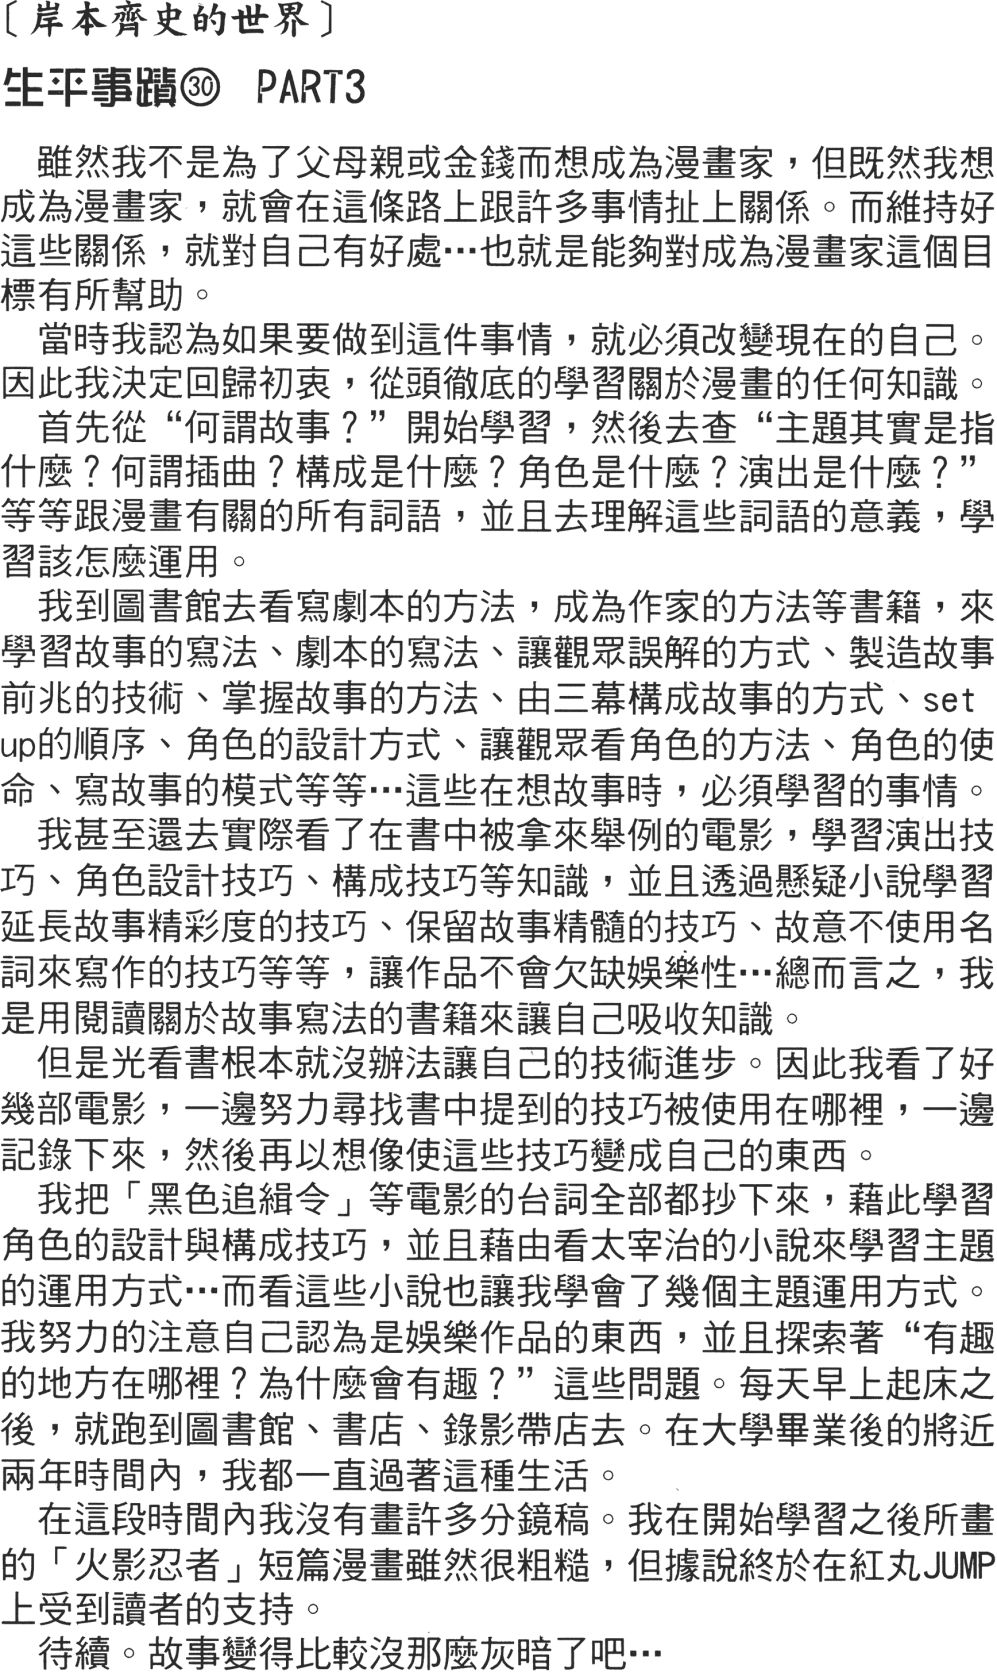 〔岸本齊史的世界〕
生平事蹟㉚　PART3
雖然我不是為了父母親或金錢而想成為漫畫家，但既然我想
成為漫畫家，就會在這條路上跟許多事情扯上關係。而維持好
這些關係，就對自己有好處…也就是能夠對成為漫畫家這個目
標有所幫助。
當時我認為如果要做到這件事情，就必須改變現在的自己。
因此我決定回歸初衷，從頭徹底的學習關於漫畫的任何知識。
首先從“何謂故事？”開始學習，然後去查“主題其實是指
什麼？何謂插曲？構成是什麼？角色是什麼？演出是什麼？”
等等跟漫畫有關的所有詞語，並且去理解這些詞語的意義，學
習該怎麼運用。
我到圖書館去看寫劇本的方法，成為作家的方法等書籍，來
學習故事的寫法、劇本的寫法、讓觀眾誤解的方式、製造故事
前兆的技術、掌握故事的方法、由三幕構成故事的方式、set
up的順序、角色的設計方式、讓觀眾看角色的方法、角色的使
命、寫故事的模式等等…這些在想故事時，必須學習的事情。
我甚至還去實際看了在書中被拿來舉例的電影，學習演出技
巧、角色設計技巧、構成技巧等知識，並且透過懸疑小說學習
延長故事精彩度的技巧、保留故事精髓的技巧、故意不使用名
詞來寫作的技巧等等，讓作品不會欠缺娛樂性…總而言之，我
是用閱讀關於故事寫法的書籍來讓自己吸收知識。
但是光看書根本就沒辦法讓自己的技術進步。因此我看了好
幾部電影，一邊努力尋找書中提到的技巧被使用在哪裡，一邊
記錄下來，然後再以想像使這些技巧變成自己的東西。
我把「黑色追緝令」等電影的台詞全部都抄下來，藉此學習
角色的設計與構成技巧，並且藉由看太宰治的小說來學習主題
的運用方式…而看這些小說也讓我學會了幾個主題運用方式。
我努力的注意自己認為是娛樂作品的東西，並且探索著“有趣
的地方在哪裡？為什麼會有趣？”這些問題。每天早上起床之
後，就跑到圖書館、書店、錄影帶店去。在大學畢業後的將近
兩年時間內，我都一直過著這種生活。
在這段時間內我沒有畫許多分鏡稿。我在開始學習之後所畫
的「火影忍者」短篇漫畫雖然很粗糙，但據說終於在紅丸JUMP
上受到讀者的支持。
待續。故事變得比較沒那麼灰暗了吧…